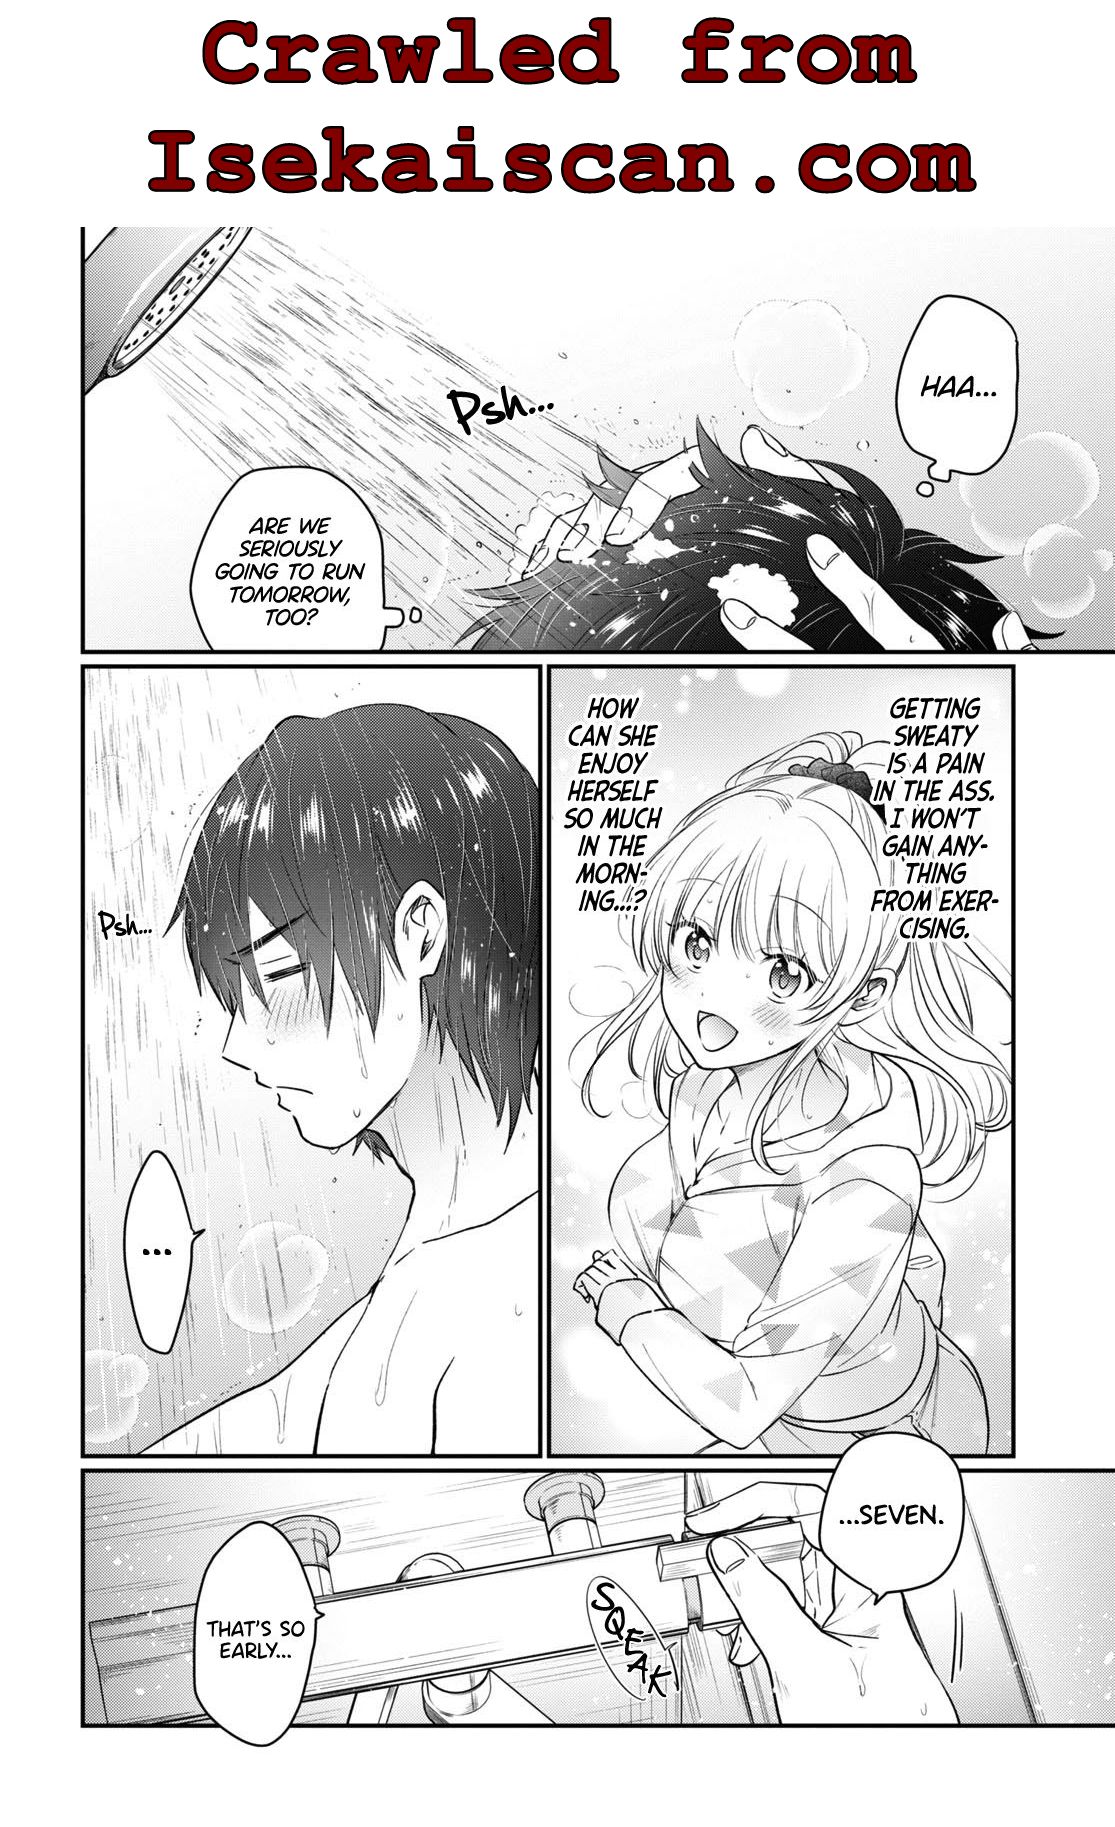 Crawled from
Isekaiscan.com
HAA...
Psh...
ARE WE
SERIOUSLY
GOING TO RUN
TOMORROW,
TOO?
GETTING
SWEATY
IS A PAIN
IN THE ASS.
I WON'T
GAIN ANY-
THING
FROM EXER-
CISING.
HOW
CAN SHE
ENJOY
HERSELF
SO MUCH
IN THE
MORN-
ING...?
Psh...
...
...SEVEN.
SQEAK
THAT'S SO
EARLY...